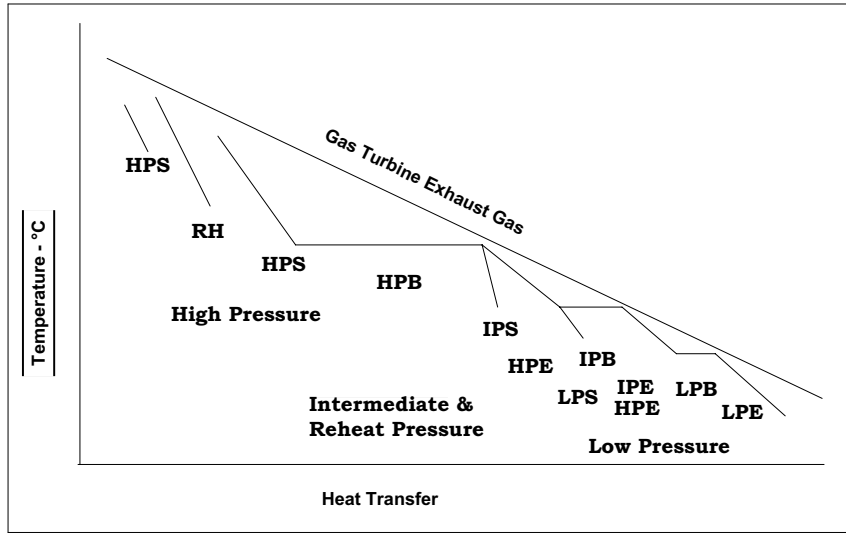 Gas Turbine Exhaust Gas
HPS
RH
HPS
HPB
High Pressure
IPS
HPE
IPB
LPS
IPE
HPE
LPB
LPE
Intermediate &
Reheat Pressure
Low Pressure
Temperature - °C
Heat Transfer